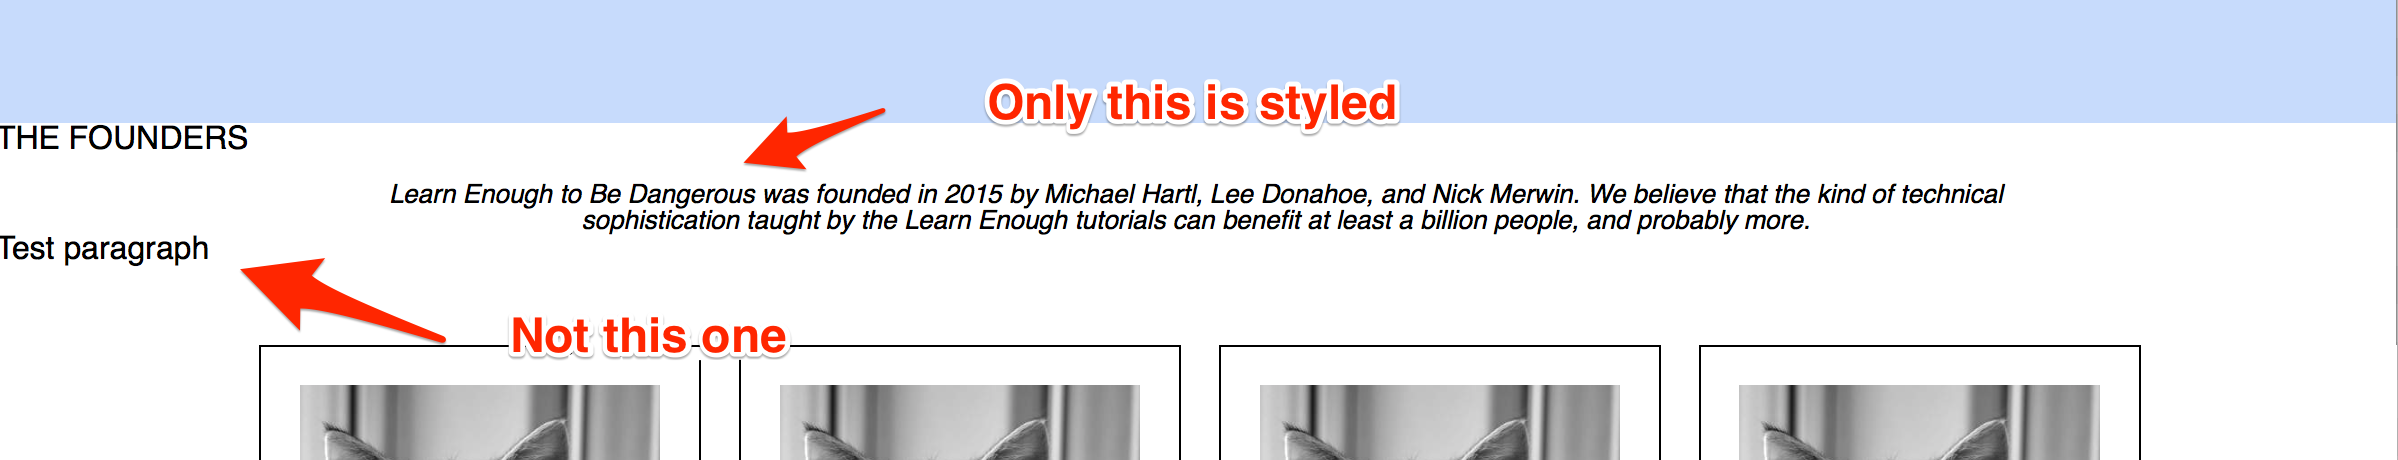 Only this is styled
THE FOUNDERS
Learn Enough to Be Dangerous was founded in 2015 by Michael Hartl, Lee Donahoe, and Nick Merwin. We believe that the kind of technical
sophistication taught by the Learn Enough tutorials can benefit at least a billion people, and probably more.
Test paragraph
Not this one